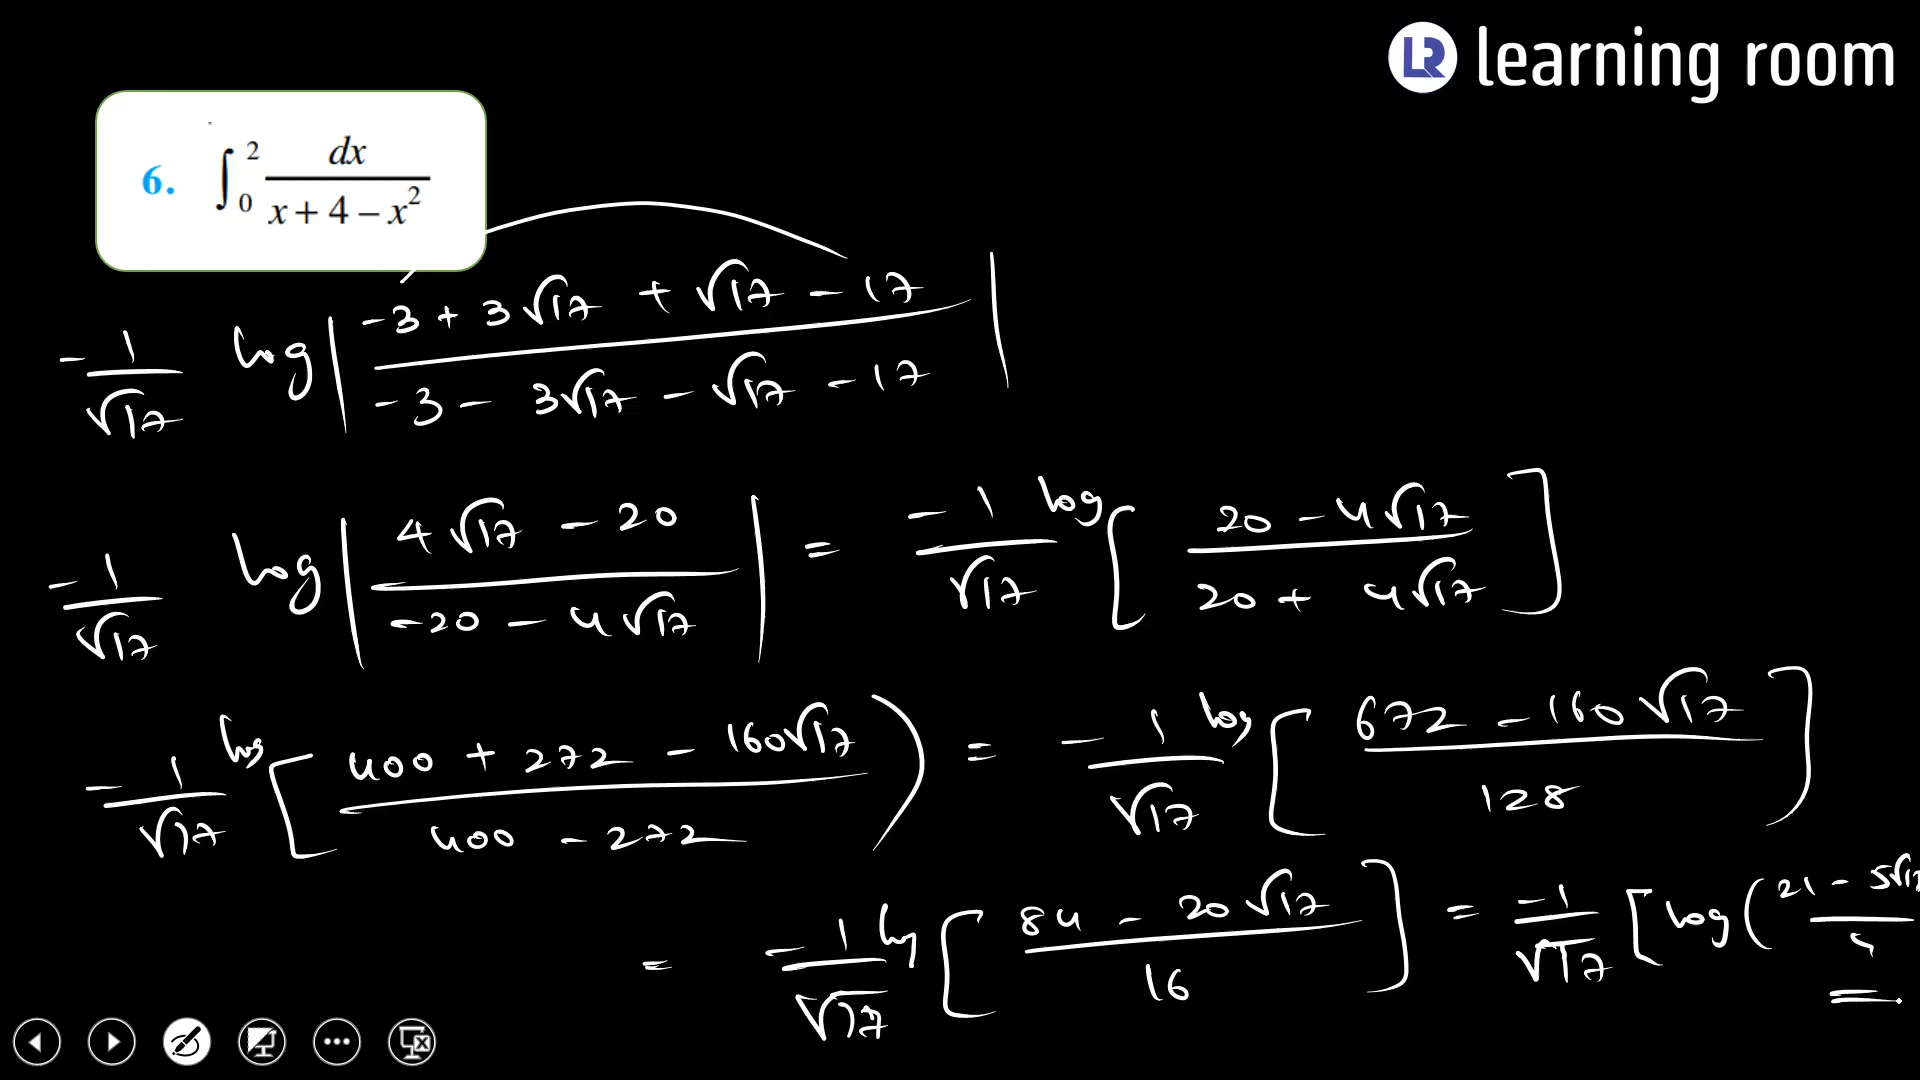 learning room
6. ∫₀² dx / (x + 4 – x²)
-1/√17 log | (-3 + 3√17 + √17 - 17) / (-3 - 3√17 - √17 - 17) |
-1/√17 log | (4√17 - 20) / (-20 - 4√17) | = -1/√17 log [ (20 - 4√17) / (20 + 4√17) ]
-1/√17 log [ (400 + 272 - 160√17) / (400 - 272) ) = -1/√17 log [ (672 - 160√17) / 128 ]
= -1/√17 log [ (84 - 20√17) / 16 ] = -1/√17 [ log ( (21 - 5√17